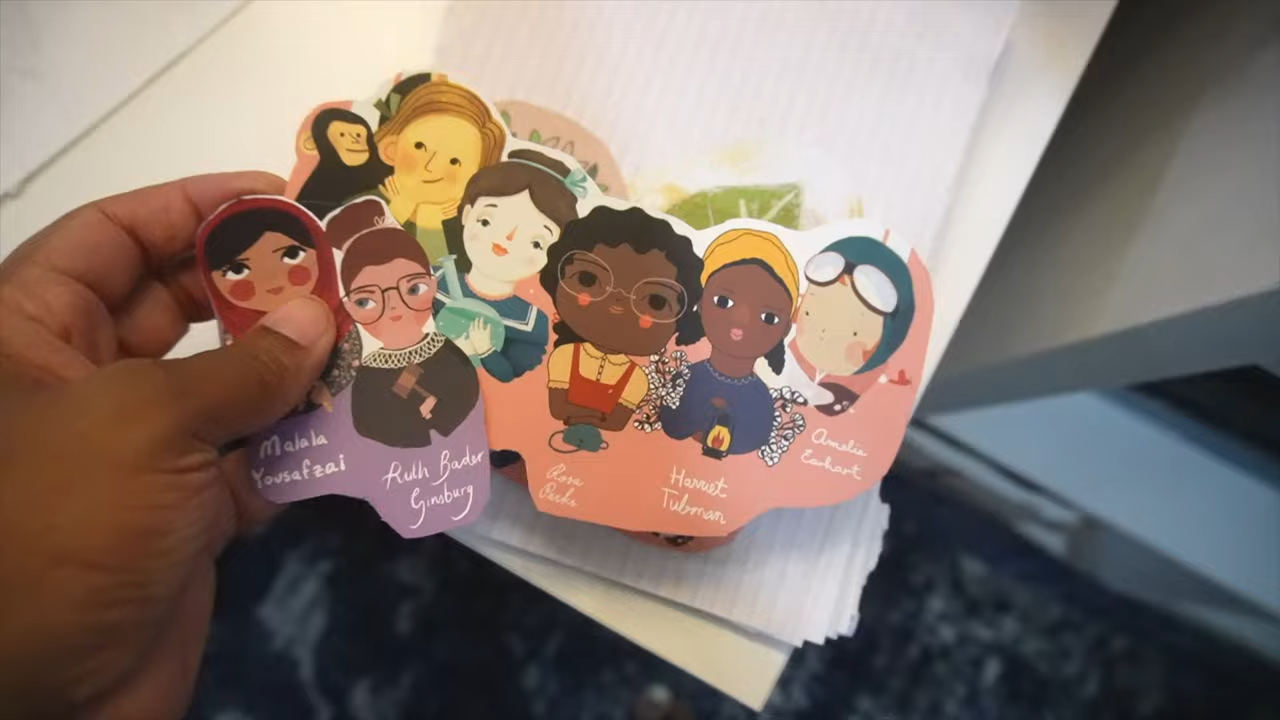 Malala
Yousafzai
Ruth Bader
Ginsburg
Rosa
Parks
Harriet
Tubman
Amelia
Earhart